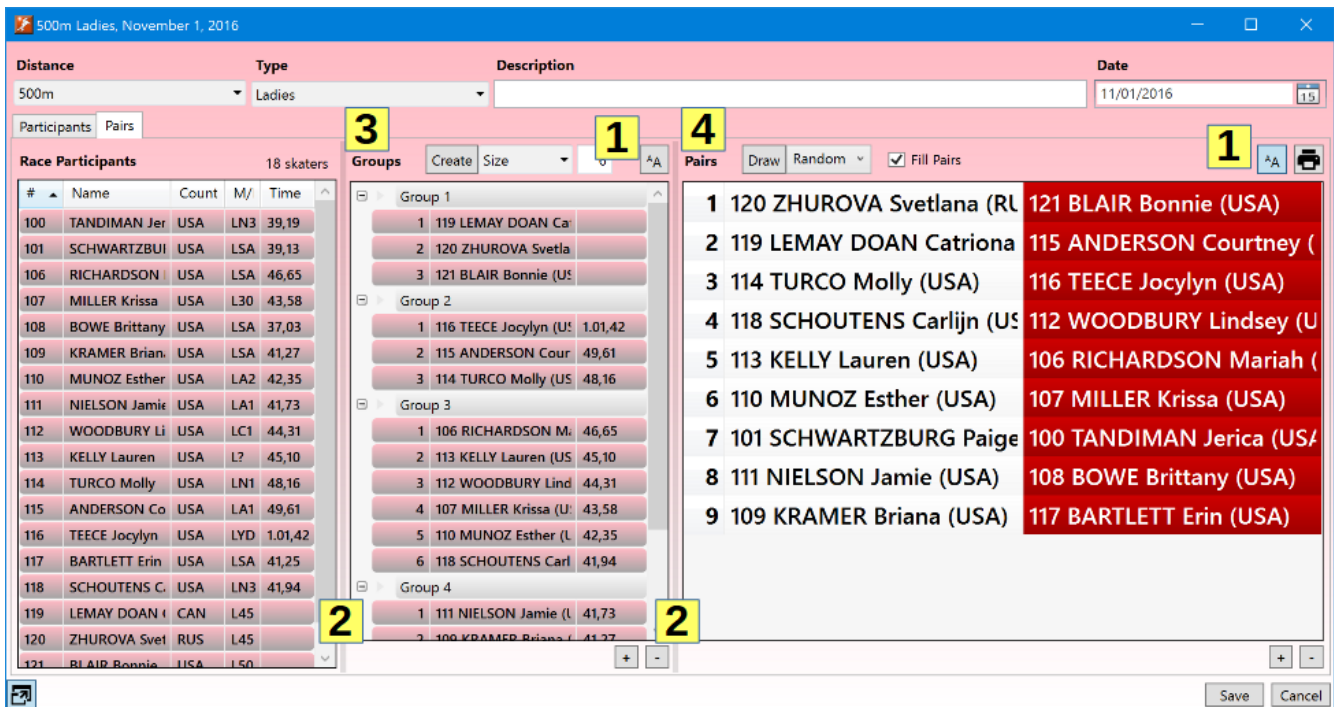 500m Ladies, November 1, 2016
Distance Type Description Date
500m Ladies 11/01/2016 15
Participants Pairs
3 1 4 1
Race Participants 18 skaters Groups Create Size AA Pairs Draw Random Fill Pairs AA
# Name Count M/ Time
100 TANDIMAN Jer USA LN3 39,19
101 SCHWARTZBUI USA LSA 39,13
106 RICHARDSON USA LSA 46,65
107 MILLER Krissa USA L30 43,58
108 BOWE Brittany USA LSA 37,03
109 KRAMER Brian USA LSA 41,27
110 MUNOZ Esther USA LA2 42,35
111 NIELSON Jamie USA LA1 41,73
112 WOODBURY Li USA LC1 44,31
113 KELLY Lauren USA L? 45,10
114 TURCO Molly USA LN1 48,16
115 ANDERSON Co USA LA1 49,61
116 TEECE Jocylyn USA LYD 1.01,42
117 BARTLETT Erin USA LSA 41,25
118 SCHOUTENS C. USA LN3 41,94
119 LEMAY DOAN CAN L45
120 ZHUROVA Svet RUS L45
121 BLAIR Bonnie USA L50
2
Group 1
1 119 LEMAY DOAN Ca
2 120 ZHUROVA Svetla
3 121 BLAIR Bonnie (US
Group 2
1 116 TEECE Jocylyn (US 1.01,42
2 115 ANDERSON Cour 49,61
3 114 TURCO Molly (US 48,16
Group 3
1 106 RICHARDSON M 46,65
2 113 KELLY Lauren (US 45,10
3 112 WOODBURY Lind 44,31
4 107 MILLER Krissa (U 43,58
5 110 MUNOZ Esther (L 42,35
6 118 SCHOUTENS Carl 41,94
Group 4
1 111 NIELSON Jamie (U 41,73
2 109 KRAMER Briana ( 41,27
2
+ -
1 120 ZHUROVA Svetlana (RU 121 BLAIR Bonnie (USA)
2 119 LEMAY DOAN Catriona 115 ANDERSON Courtney (
3 114 TURCO Molly (USA) 116 TEECE Jocylyn (USA)
4 118 SCHOUTENS Carlijn (US 112 WOODBURY Lindsey (U
5 113 KELLY Lauren (USA) 106 RICHARDSON Mariah (
6 110 MUNOZ Esther (USA) 107 MILLER Krissa (USA)
7 101 SCHWARTZBURG Paige 100 TANDIMAN Jerica (USA
8 111 NIELSON Jamie (USA) 108 BOWE Brittany (USA)
9 109 KRAMER Briana (USA) 117 BARTLETT Erin (USA)
+ -
Save Cancel